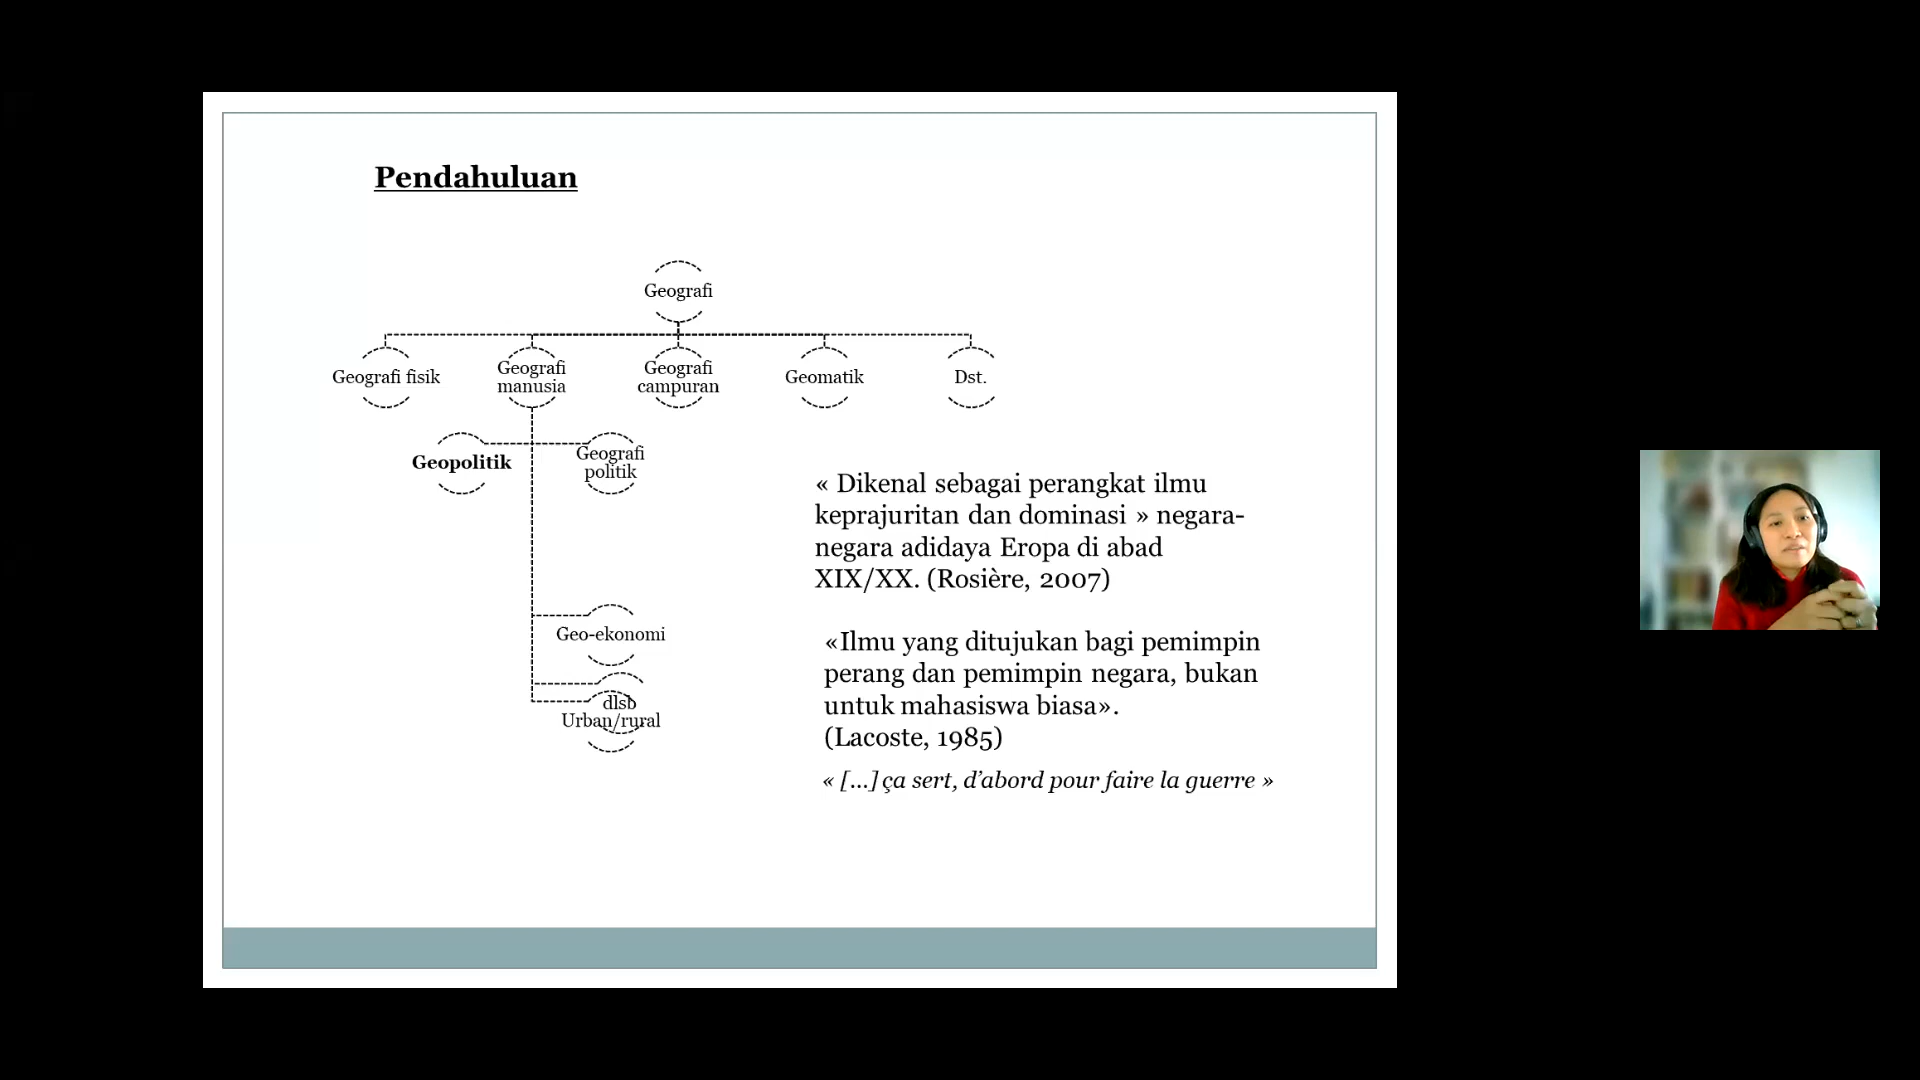 Pendahuluan
Geografi
Geografi fisik
Geografi
manusia
Geografi
campuran
Geomatik
Dst.
Geopolitik
Geografi
politik
Geo-ekonomi
dlsb
Urban/rural
« Dikenal sebagai perangkat ilmu
keprajuritan dan dominasi » negara-
negara adidaya Eropa di abad
XIX/XX. (Rosière, 2007)
«Ilmu yang ditujukan bagi pemimpin
perang dan pemimpin negara, bukan
untuk mahasiswa biasa».
(Lacoste, 1985)
« [...] ça sert, d’abord pour faire la guerre »